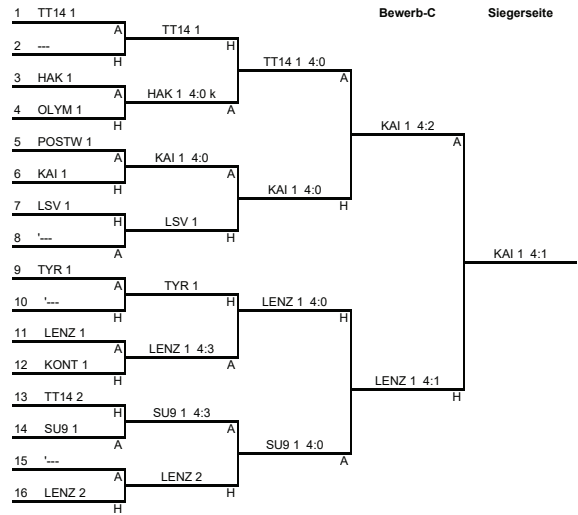 Bewerb-C Siegerseite
1 TT14 1
A
TT14 1
2 ---
H
H
TT14 1 4:0
3 HAK 1
A
A
HAK 1 4:0 k
4 OLYM 1
H
A
KAI 1 4:2
5 POSTW 1
A
A
KAI 1 4:0
6 KAI 1
H
A
KAI 1 4:0
7 LSV 1
H
H
LSV 1
8 '---
A
H
KAI 1 4:1
9 TYR 1
A
TYR 1
10 '---
H
H
LENZ 1 4:0
11 LENZ 1
A
H
LENZ 1 4:3
12 KONT 1
H
A
LENZ 1 4:1
13 TT14 2
H
H
SU9 1 4:3
14 SU9 1
A
A
SU9 1 4:0
15 '---
A
A
LENZ 2
16 LENZ 2
H
H